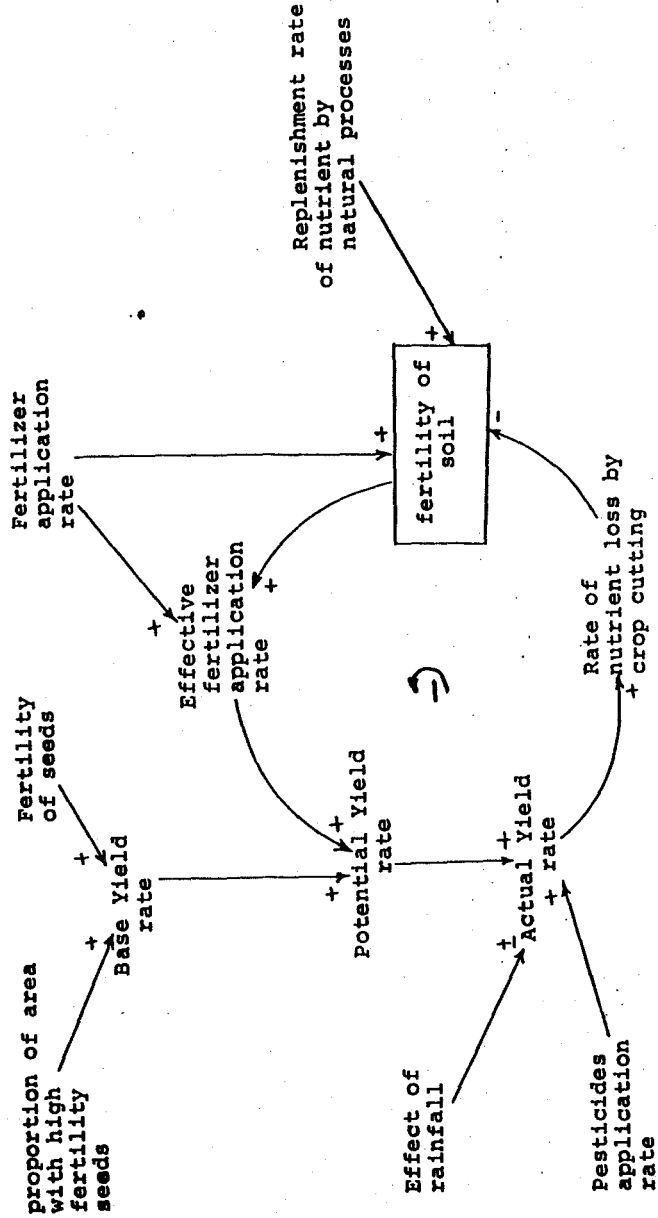 proportion of area
with high
fertility
seeds
Fertility
of seeds
Fertilizer
application
rate
+
+
Base Yield
rate
+
Effective
fertilizer
application
rate
+
+
fertility of
soil
+
Replenishment rate
of nutrient by
natural processes
+
+
Potential Yield
rate
-
-
Effect of
rainfall
±
+
Actual Yield
rate
+
Rate of
nutrient loss by
crop cutting
+
Pesticides
application
rate